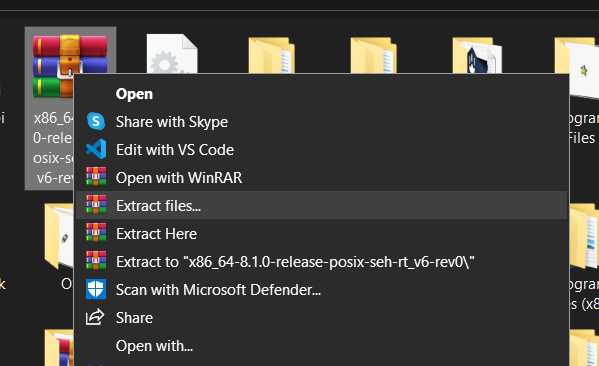 Open
Share with Skype
x86_64
Edit with VS Code
0-rele
ogram
Files
osix-se
Open with WinRAR
v6-rev
Extract files...
Extract Here
Extract to "x86_64-8.1.0-release-posix-seh-rt_v6-rev0\"
Scan with Microsoft Defender...
ogram
s (x8
Share
Open with...